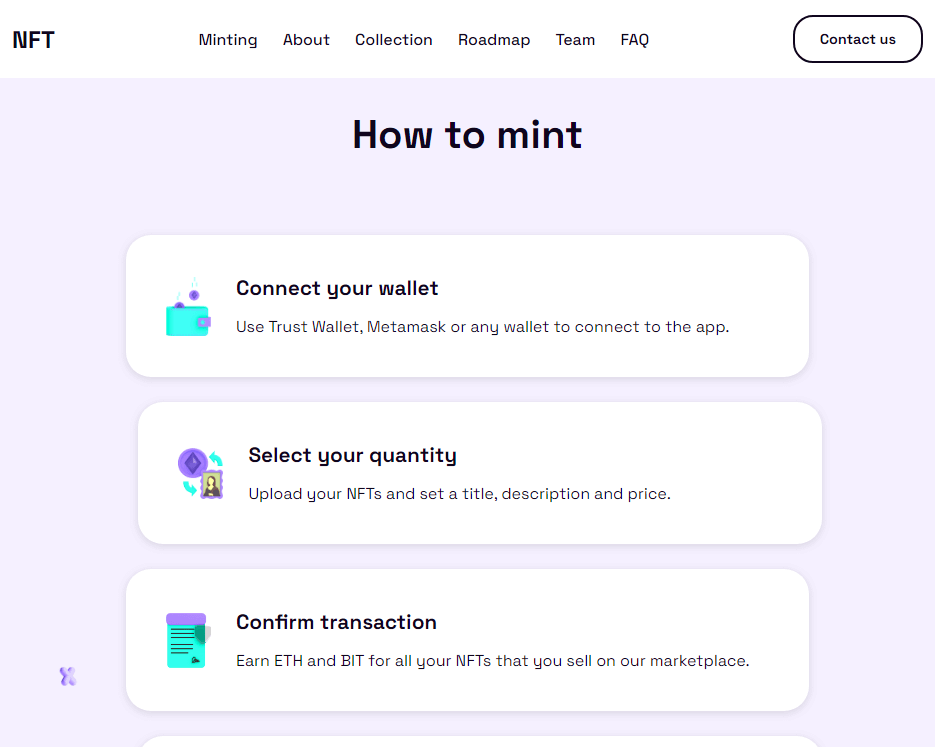 NFT
Minting About Collection Roadmap Team FAQ
Contact us
How to mint
Connect your wallet
Use Trust Wallet, Metamask or any wallet to connect to the app.
Select your quantity
Upload your NFTs and set a title, description and price.
Confirm transaction
Earn ETH and BIT for all your NFTs that you sell on our marketplace.